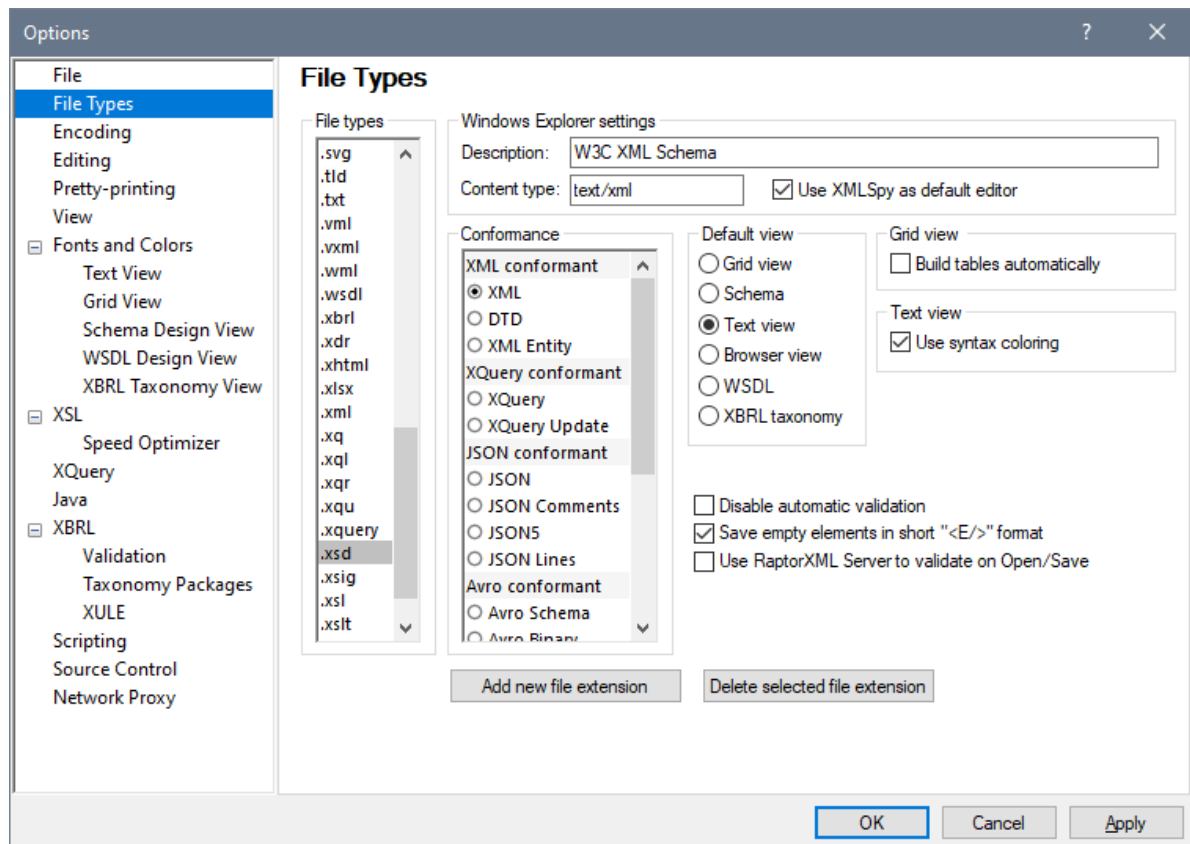 Options
?
File
File Types
Encoding
Editing
Pretty-printing
View
Fonts and Colors
Text View
Grid View
Schema Design View
WSDL Design View
XBRL Taxonomy View
XSL
Speed Optimizer
XQuery
Java
XBRL
Validation
Taxonomy Packages
XULE
Scripting
Source Control
Network Proxy
File Types
File types
.svg
.tld
.txt
.vml
.vxml
.wml
.wsdl
.xbrl
.xdr
.xhtml
.xlsx
.xml
.xq
.xql
.xqr
.xqu
.xquery
.xsd
.xsig
.xsl
.xslt
Windows Explorer settings
Description: W3C XML Schema
Content type: text/xml Use XMLSpy as default editor
Conformance
XML conformant
XML
DTD
XML Entity
XQuery conformant
XQuery
XQuery Update
JSON conformant
JSON
JSON Comments
JSON5
JSON Lines
Avro conformant
Avro Schema
Avro Binary
Default view
Grid view
Schema
Text view
Browser view
WSDL
XBRL taxonomy
Grid view
Build tables automatically
Text view
Use syntax coloring
Disable automatic validation
Save empty elements in short "<E/>" format
Use RaptorXML Server to validate on Open/Save
Add new file extension
Delete selected file extension
OK
Cancel
Apply